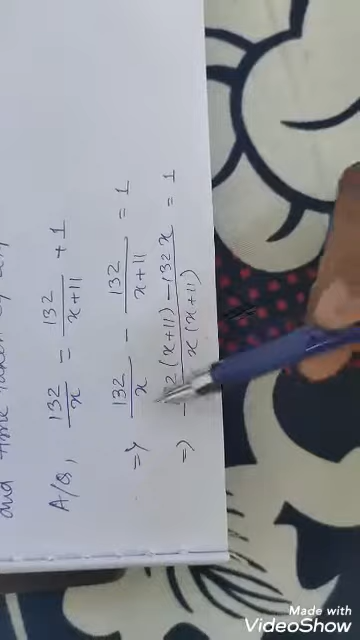 and time taken by
A/Q, 132/x = 132/(x+11) + 1
=> 132/x - 132/(x+11) = 1
=> (x+11) - 132x / x(x+11) = 1
Made with
VideoShow